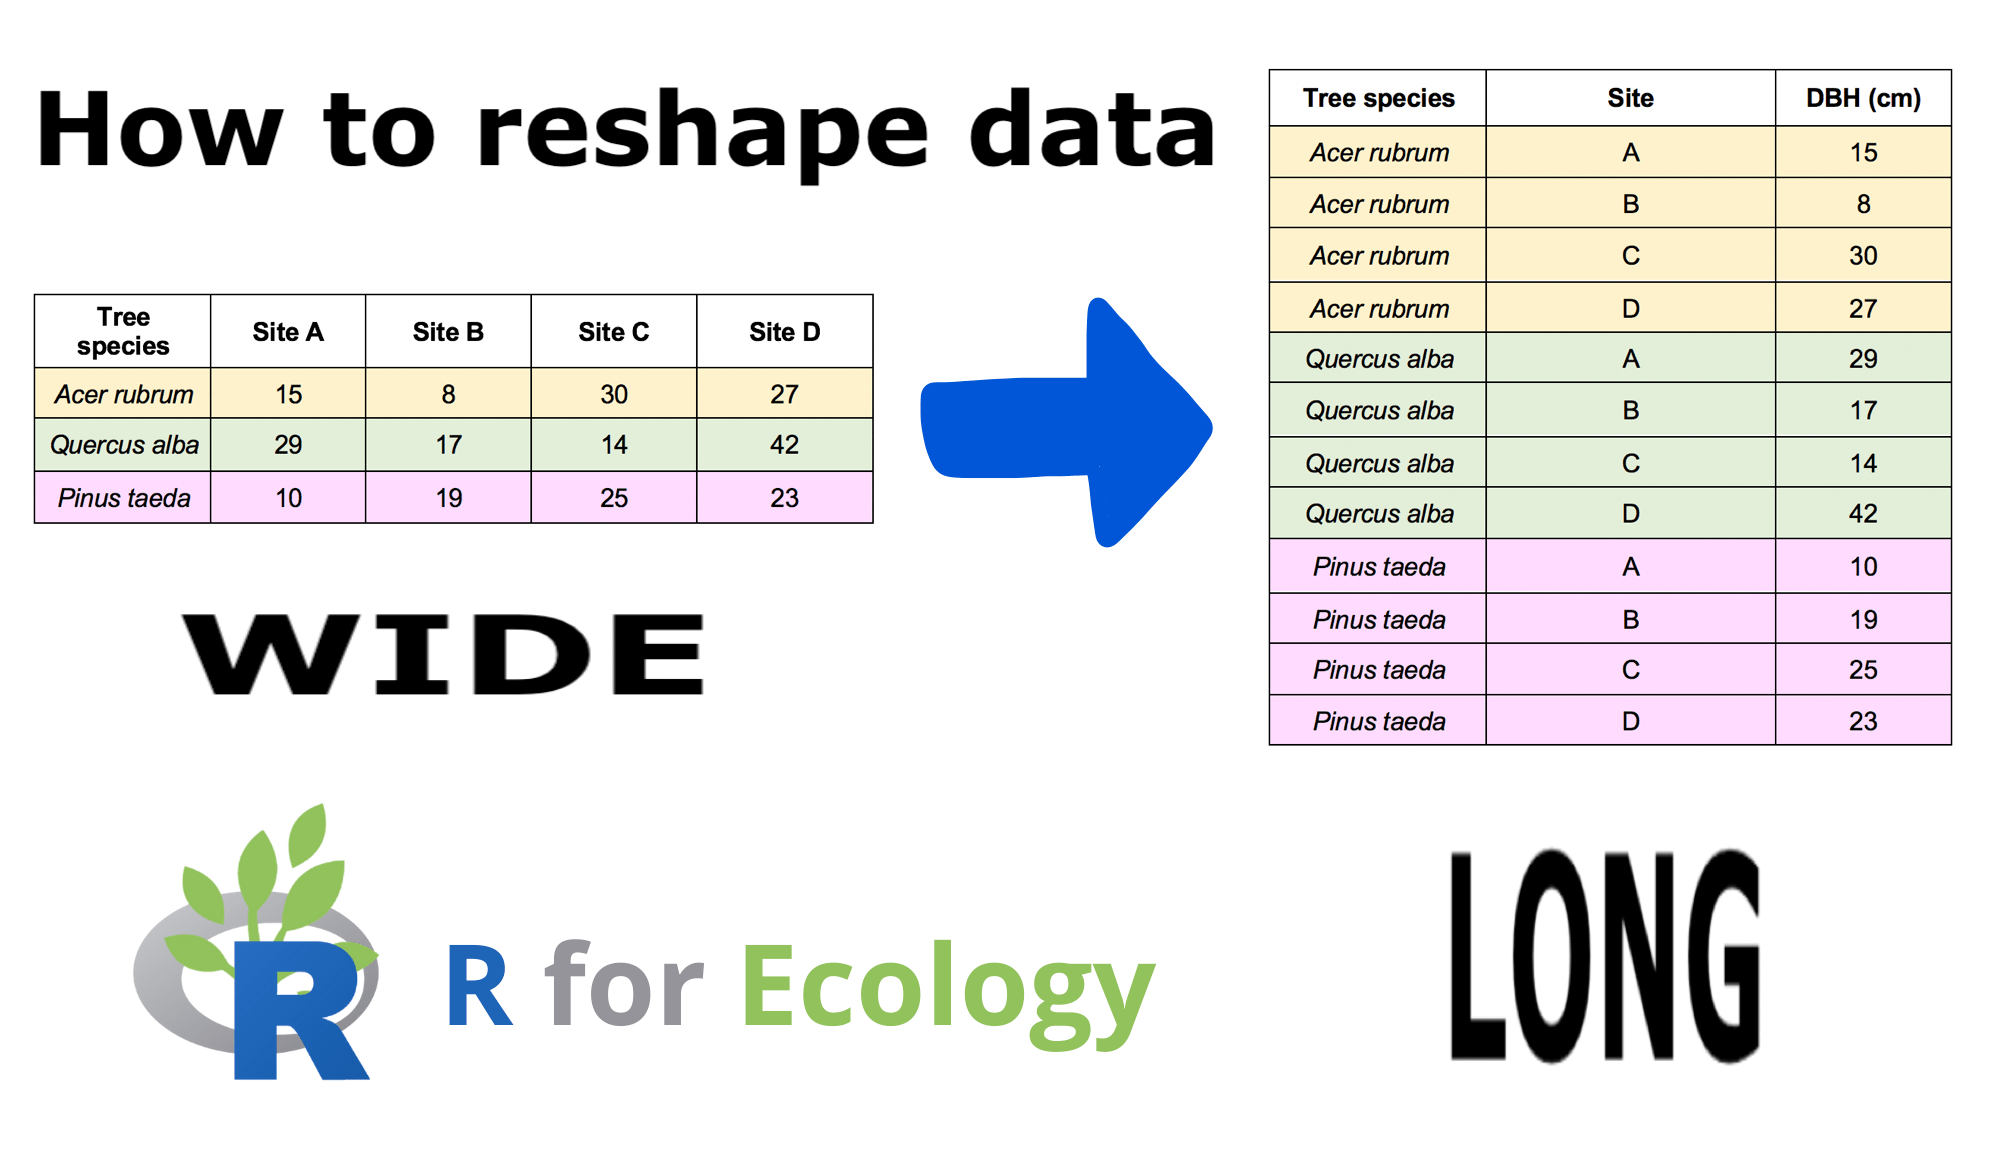 How to reshape data
Tree species Site A Site B Site C Site D
Acer rubrum 15 8 30 27
Quercus alba 29 17 14 42
Pinus taeda 10 19 25 23
WIDE
Tree species Site DBH (cm)
Acer rubrum A 15
Acer rubrum B 8
Acer rubrum C 30
Acer rubrum D 27
Quercus alba A 29
Quercus alba B 17
Quercus alba C 14
Quercus alba D 42
Pinus taeda A 10
Pinus taeda B 19
Pinus taeda C 25
Pinus taeda D 23
LONG
R
R for Ecology